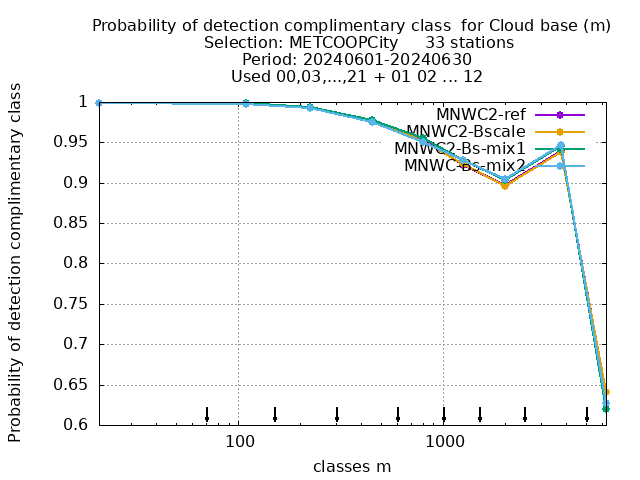 Probability of detection complimentary class  for Cloud base (m)
Selection: METCOOPCity     33 stations
Period: 20240601-20240630
Used 00,03,...,21 + 01 02 ... 12
Probability of detection complimentary class
1
0.95
0.9
0.85
0.8
0.75
0.7
0.65
0.6
MNWC2-ref
MNWC2-Bscale
MNWC2-Bs-mix1
MNWC-Bs-mix2
100
1000
classes m